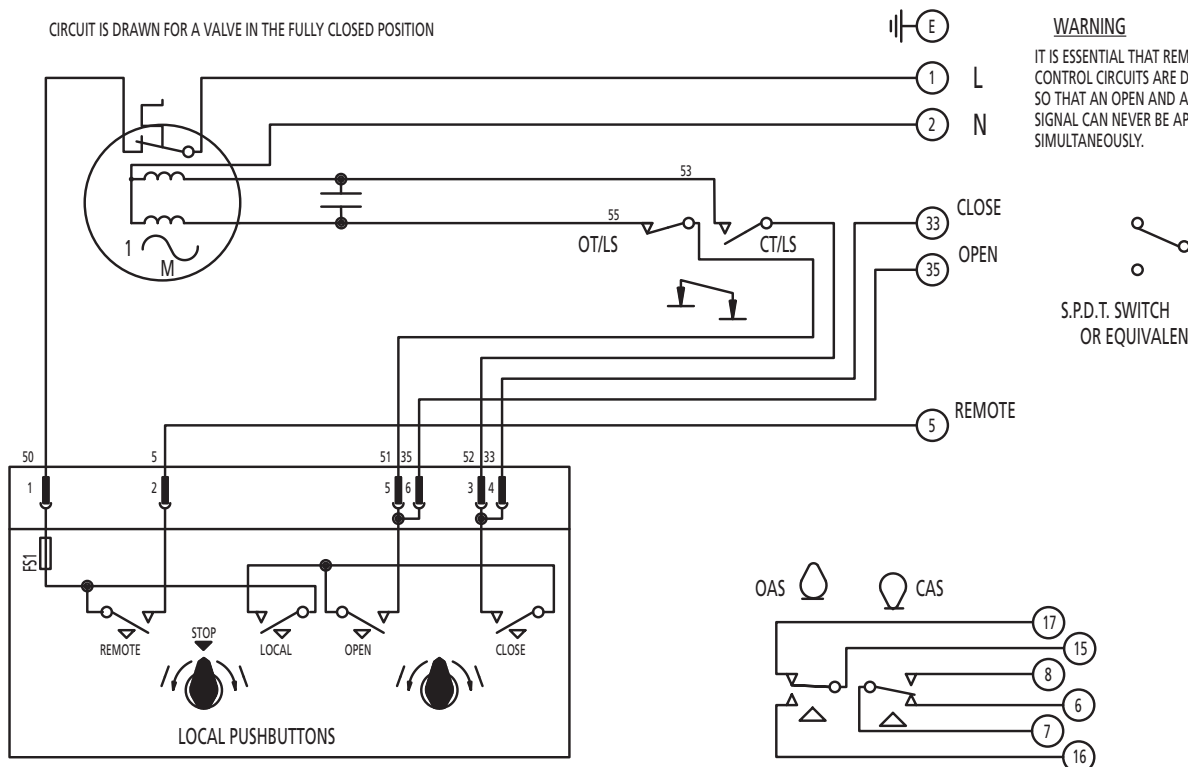 CIRCUIT IS DRAWN FOR A VALVE IN THE FULLY CLOSED POSITION
E
WARNING
IT IS ESSENTIAL THAT REM
CONTROL CIRCUITS ARE D
SO THAT AN OPEN AND A
SIGNAL CAN NEVER BE AP
SIMULTANEOUSLY.
1 L
2 N
53
55
OT/LS
CT/LS
1
M
33 CLOSE
35 OPEN
S.P.D.T. SWITCH
OR EQUIVALEN
5 REMOTE
50 5 51 35 52 33
1 2 5 6 3 4
FS1
REMOTE
STOP
LOCAL
OPEN
CLOSE
LOCAL PUSHBUTTONS
OAS
CAS
17
15
8
6
7
16